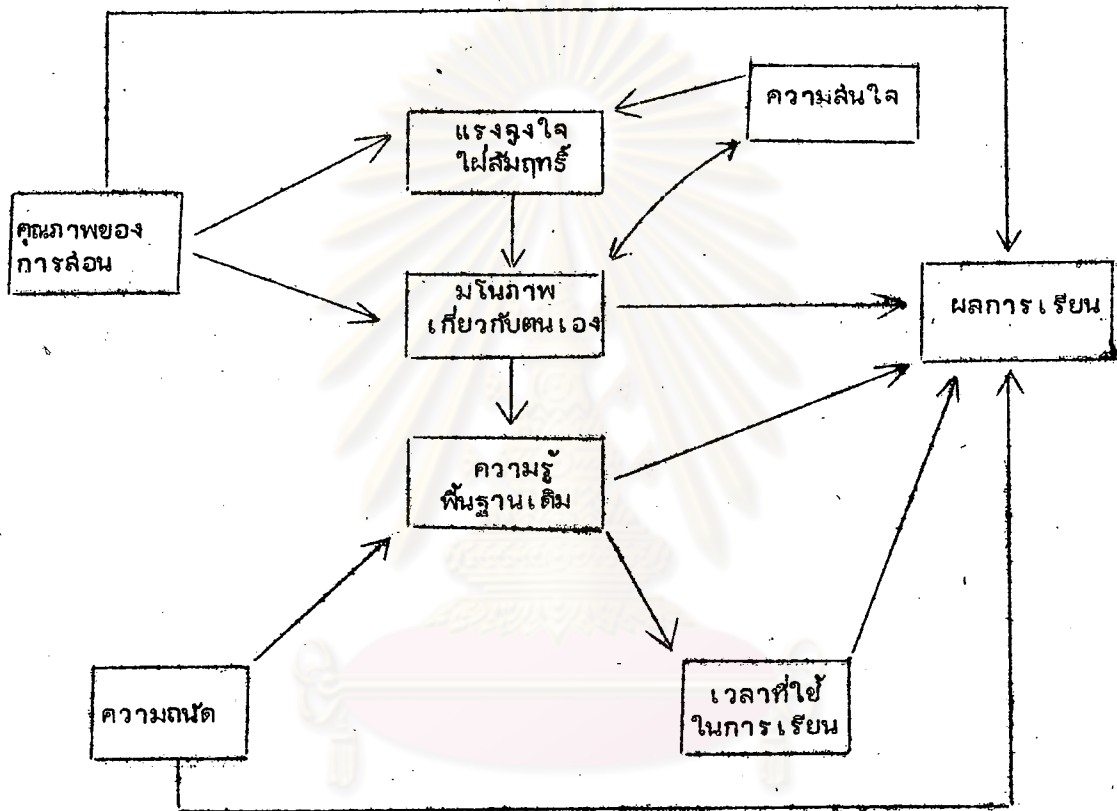 ความสนใจ
แรงจูงใจ
ใฝ่สัมฤทธิ์
คุณภาพของ
การสอน
มโนภาพ
เกี่ยวกับตนเอง
ผลการเรียน
ความรู้
พื้นฐานเดิม
ความถนัด
เวลาที่ใช้
ในการเรียน